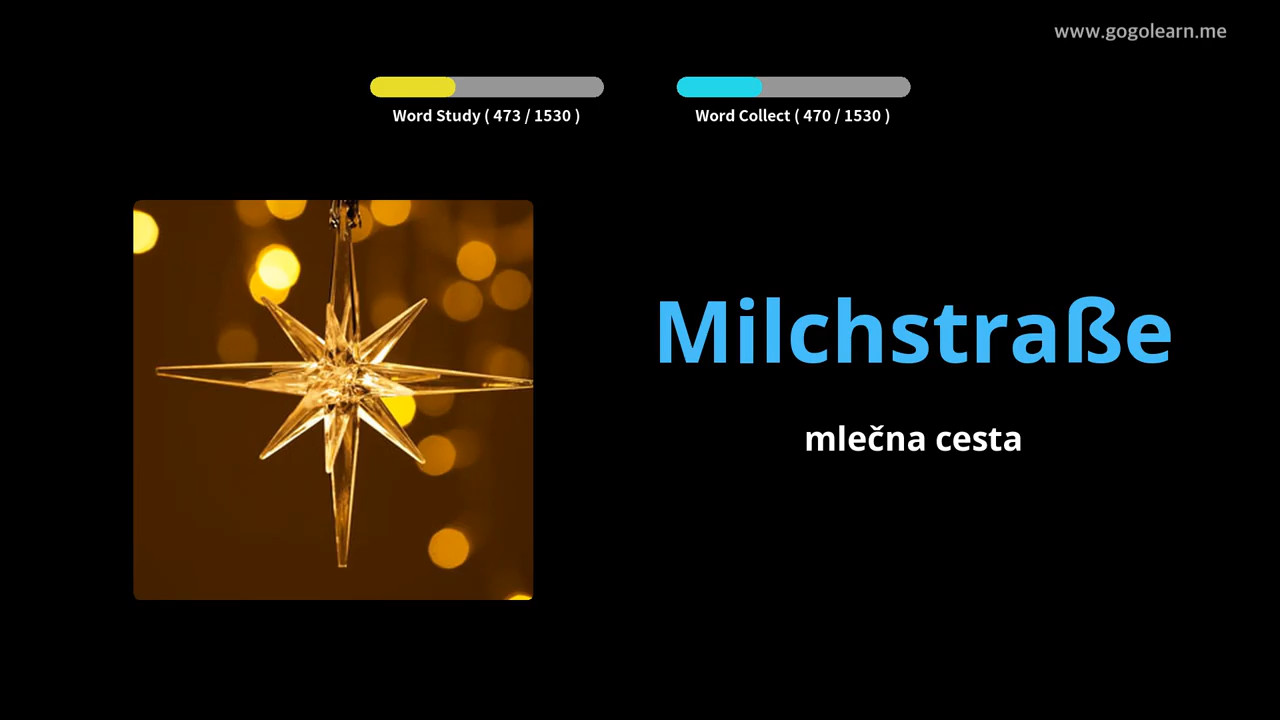 www.gogolearn.me
Word Study ( 473 / 1530 )
Word Collect ( 470 / 1530 )
Milchstraße
mlečna cesta